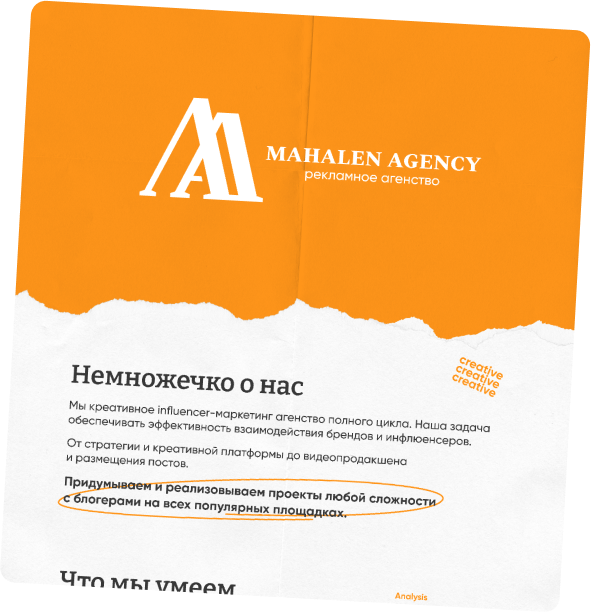 MAHALEN AGENCY
рекламное агенство
creative
creative
creative
Немножечко о нас
Мы креативное influencer-маркетинг агенство полного цикла. Наша задача
обеспечивать эффективность взаимодействия брендов и инфлюенсеров.
От стратегии и креативной платформы до видеопродакшена
и размещения постов.
Придумываем и реализовываем проекты любой сложности
с блогерами на всех популярных площадках.
Что мы умеем
Analysis